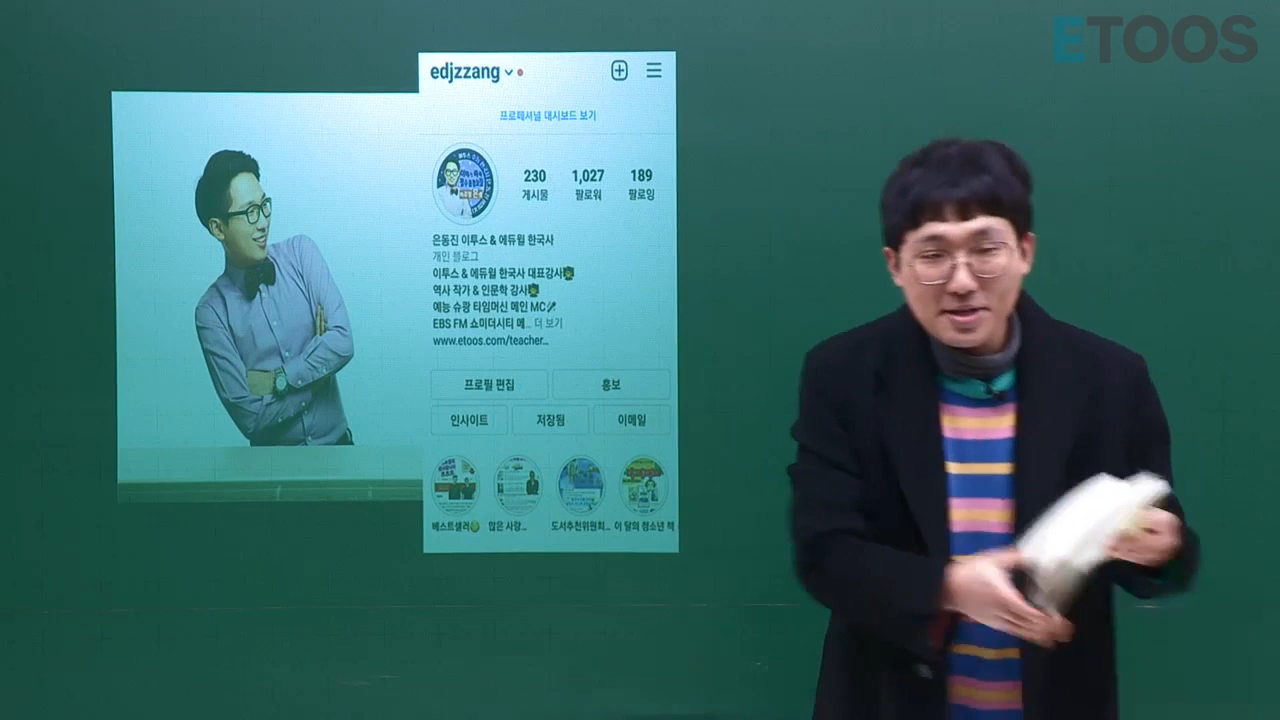 ETOOS
edjzzang
프로페셔널 대시보드 보기
230 1,027 189
게시물 팔로워 팔로잉
은동진 이투스 & 에듀윌 한국사
개인 블로그
이투스 & 에듀윌 한국사 대표강사
역사 작가 & 인문학 강사
예능 슈퐝 타임머신 메인 MC
EBS FM 쇼미더시티 메... 더 보기
www.etoos.com/teacher...
프로필 편집 홍보
인사이트 저장됨 이메일
베스트셀러 많은 사랑... 도서추천위원회... 이 달의 청소년 책